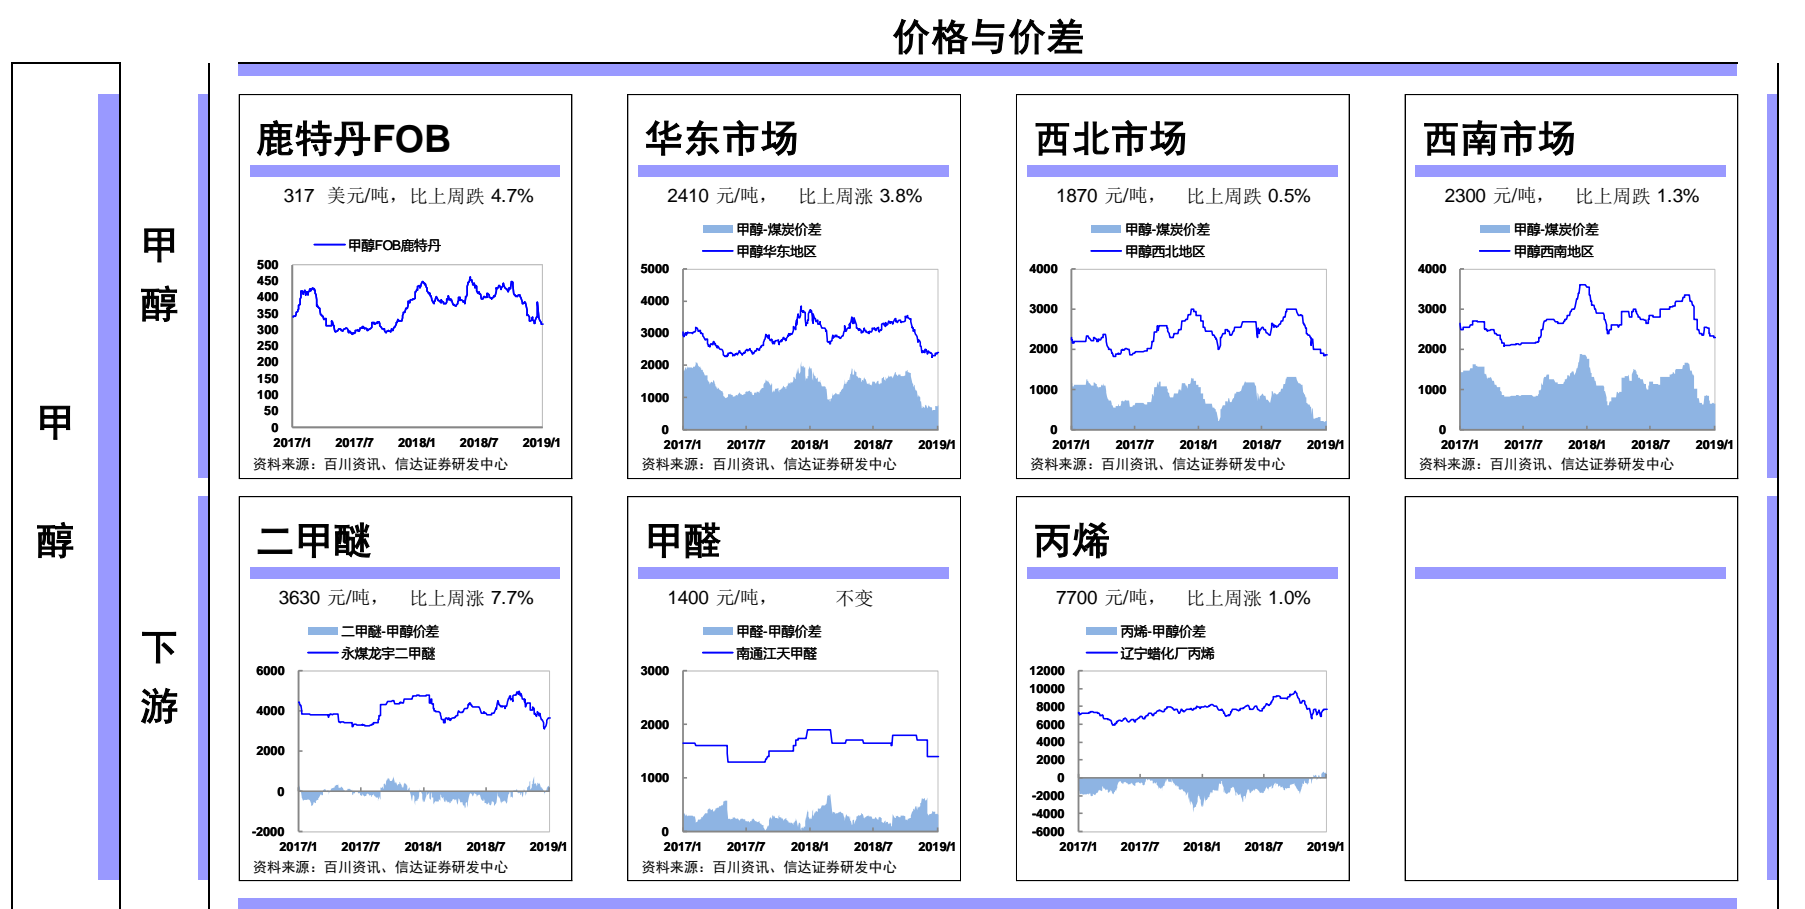 价格与价差
甲
醇
甲
醇
下
游
鹿特丹FOB
317 美元/吨，比上周跌 4.7%
甲醇FOB鹿特丹
500
450
400
350
300
250
200
150
100
50
0
2017/1 2017/7 2018/1 2018/7 2019/1
资料来源：百川资讯、信达证券研发中心
华东市场
2410 元/吨， 比上周涨 3.8%
甲醇-煤炭价差
甲醇华东地区
5000
4000
3000
2000
1000
0
2017/1 2017/7 2018/1 2018/7 2019/1
资料来源：百川资讯、信达证券研发中心
西北市场
1870 元/吨， 比上周跌 0.5%
甲醇-煤炭价差
甲醇西北地区
4000
3000
2000
1000
0
2017/1 2017/7 2018/1 2018/7 2019/1
资料来源：百川资讯、信达证券研发中心
西南市场
2300 元/吨， 比上周跌 1.3%
甲醇-煤炭价差
甲醇西南地区
4000
3000
2000
1000
0
2017/1 2017/7 2018/1 2018/7 2019/1
资料来源：百川资讯、信达证券研发中心
二甲醚
3630 元/吨， 比上周涨 7.7%
二甲醚-甲醇价差
永煤龙宇二甲醚
6000
4000
2000
0
-2000
2017/1 2017/7 2018/1 2018/7 2019/1
资料来源：百川资讯、信达证券研发中心
甲醛
1400 元/吨， 不变
甲醛-甲醇价差
南通江天甲醛
3000
2000
1000
0
2017/1 2017/7 2018/1 2018/7 2019/1
资料来源：百川资讯、信达证券研发中心
丙烯
7700 元/吨， 比上周涨 1.0%
丙烯-甲醇价差
辽宁蜡化厂丙烯
12000
10000
8000
6000
4000
2000
0
-2000
-4000
-6000
2017/1 2017/7 2018/1 2018/7 2019/1